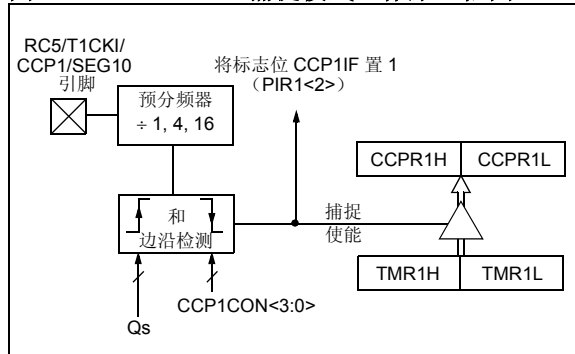 RC5/T1CKI/
CCP1/SEG10
引脚
将标志位 CCP1IF 置 1
（PIR1<2>）
预分频器
÷ 1, 4, 16
CCPR1H
CCPR1L
和
边沿检测
捕捉
使能
TMR1H
TMR1L
CCP1CON<3:0>
Qs